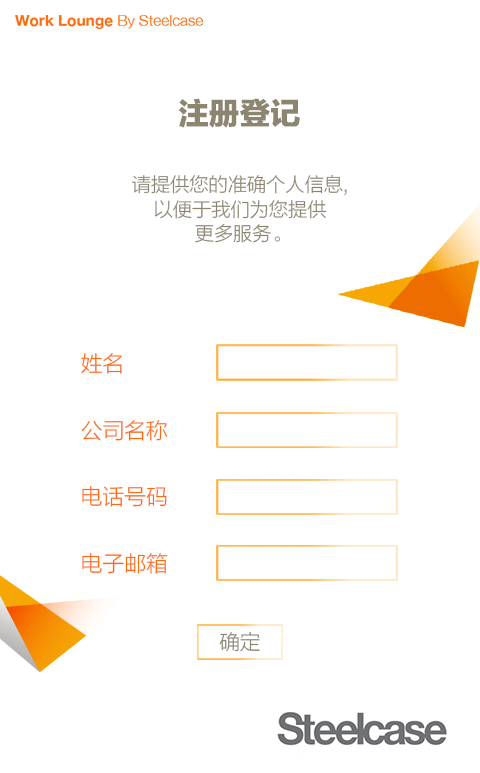 Work Lounge By Steelcase
注册登记
请提供您的准确个人信息,
以便于我们为您提供
更多服务。
姓名
公司名称
电话号码
电子邮箱
确定
Steelcase